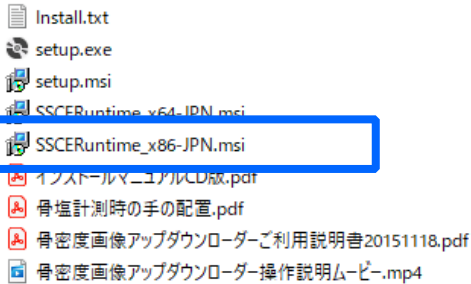 Install.txt
setup.exe
setup.msi
SSCERuntime_x64-JPN.msi
SSCERuntime_x86-JPN.msi
インストールマニュアルCD版.pdf
骨塩計測時の手の配置.pdf
骨密度画像アップダウンローダーご利用説明書20151118.pdf
骨密度画像アップダウンローダー操作説明ムービー.mp4